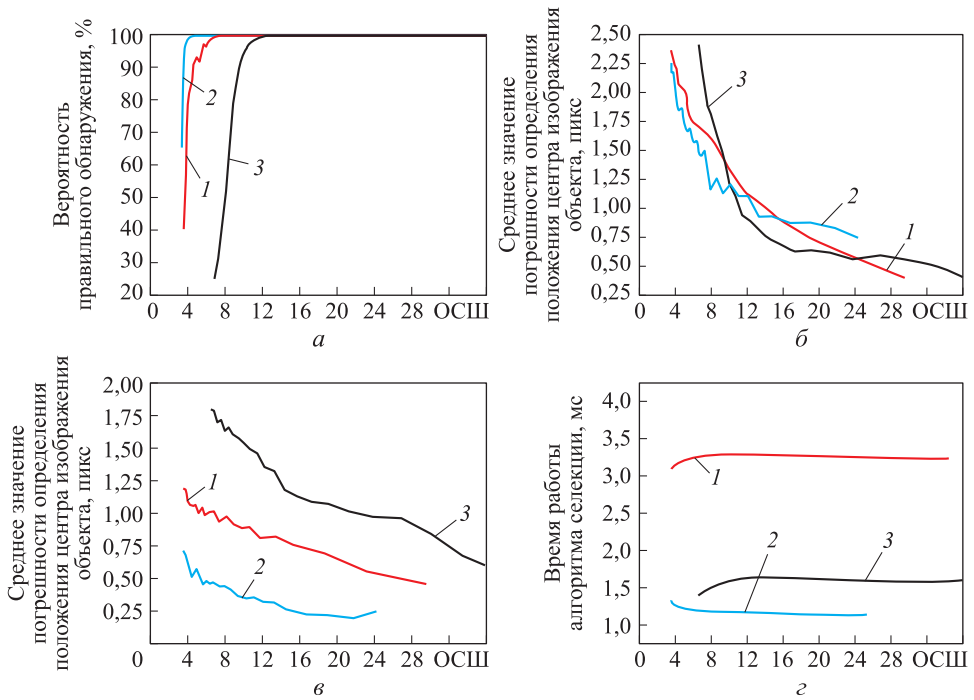 Вероятность
правильного обнаружения, %
100
90
80
70
60
50
40
30
20
0 4 8 12 16 20 24 28 ОСШ
1
2
3
а
Среднее значение
погрешности определения
положения центра изображения
объекта, пикс
2,50
2,25
2,00
1,75
1,50
1,25
1,00
0,75
0,50
0,25
0 4 8 12 16 20 24 28 ОСШ
3
2
1
б
Среднее значение
погрешности определения
положения центра изображения
объекта, пикс
2,00
1,75
1,50
1,25
1,00
0,75
0,50
0,25
0 4 8 12 16 20 24 28 ОСШ
1
2
3
в
Время работы
алгоритма селекции, мс
4,0
3,5
3,0
2,5
2,0
1,5
1,0
0 4 8 12 16 20 24 28 ОСШ
1
2
3
г